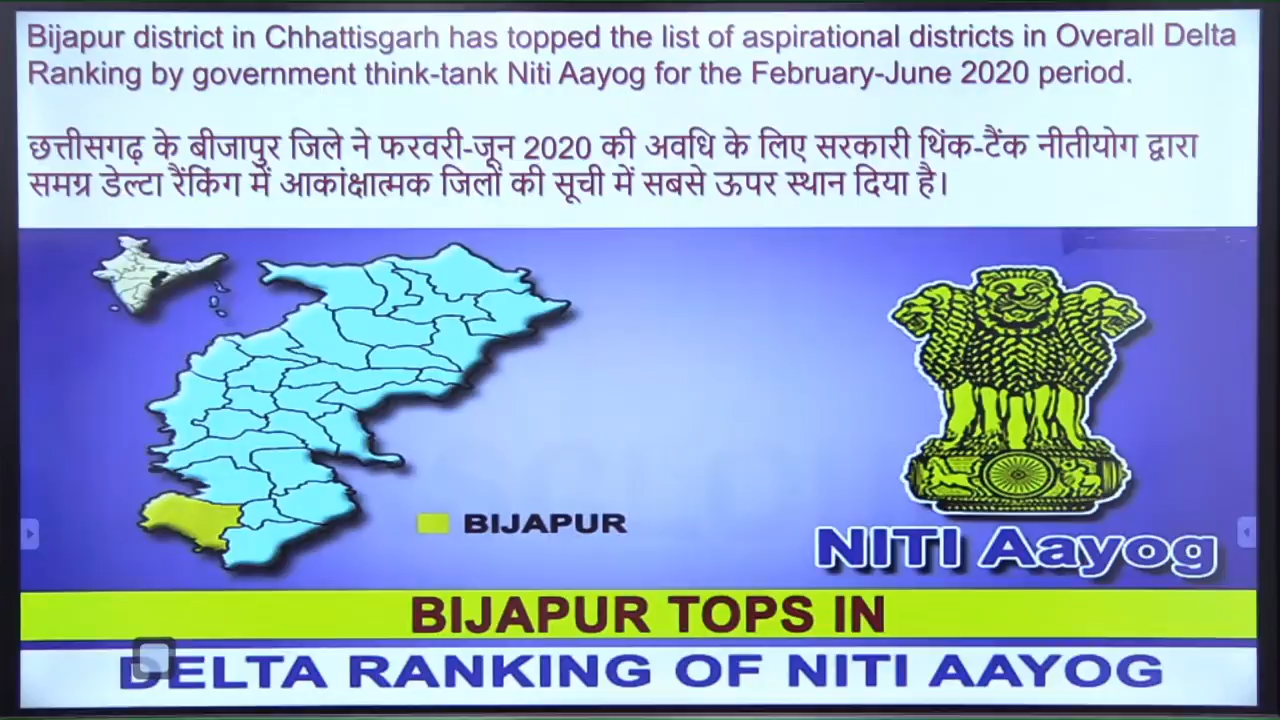 Bijapur district in Chhattisgarh has topped the list of aspirational districts in Overall Delta
Ranking by government think-tank Niti Aayog for the February-June 2020 period.
छत्तीसगढ़ के बीजापुर जिले ने फरवरी-जून 2020 की अवधि के लिए सरकारी थिंक-टैंक नीतीयोग द्वारा
समग्र डेल्टा रैंकिंग में आकांक्षात्मक जिलों की सूची में सबसे ऊपर स्थान दिया है।
BIJAPUR
NITI Aayog
BIJAPUR TOPS IN
DELTA RANKING OF NITI AAYOG